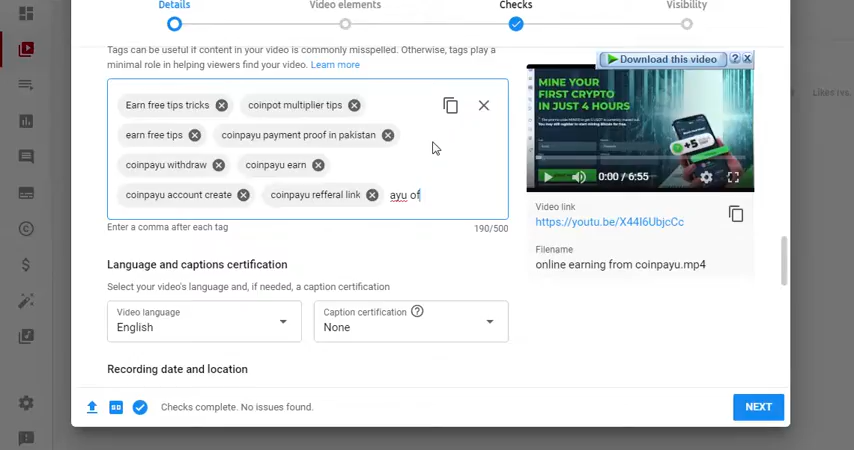 Details
Video elements
Checks
Visibility
Tags can be useful if content in your video is commonly misspelled. Otherwise, tags play a
minimal role in helping viewers find your video. Learn more
Earn free tips tricks
coinpot multiplier tips
earn free tips
coinpayu payment proof in pakistan
coinpayu withdraw
coinpayu earn
coinpayu account create
coinpayu refferal link
ayu of
Enter a comma after each tag
190/500
Language and captions certification
Select your video's language and, if needed, a caption certification
Video language
English
Caption certification
None
Recording date and location
Download this video
MINE YOUR
FIRST CRYPTO
IN JUST 4 HOURS
+5
0:00 / 6:55
Video link
https://youtu.be/X44I6UbjcCc
Filename
online earning from coinpayu.mp4
Checks complete. No issues found.
NEXT